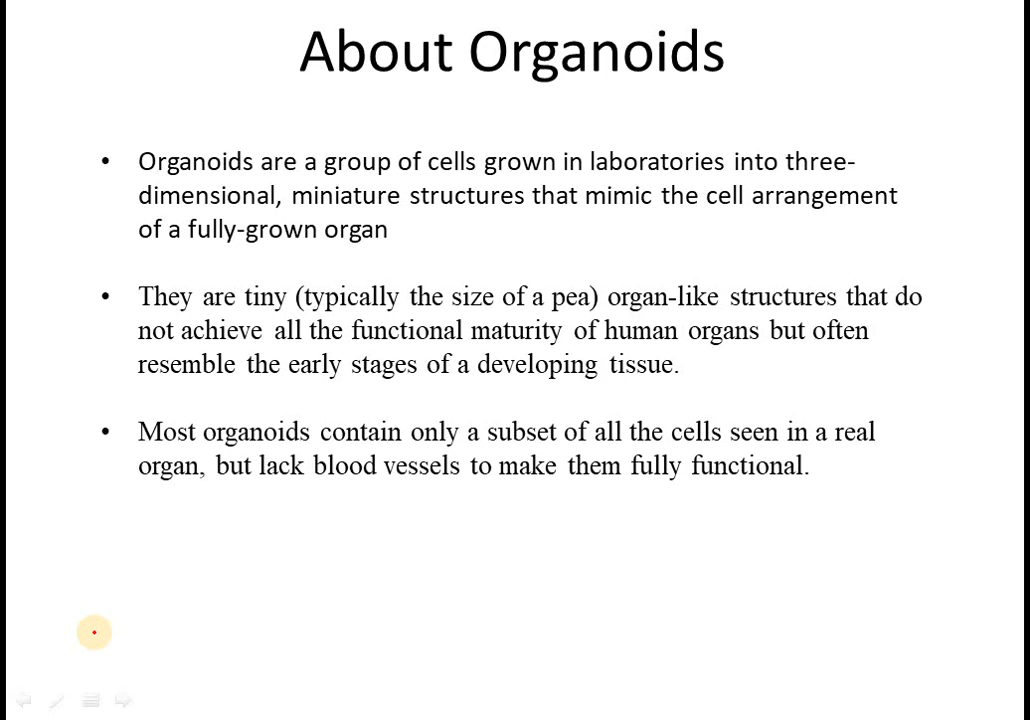 About Organoids
• Organoids are a group of cells grown in laboratories into three-
dimensional, miniature structures that mimic the cell arrangement
of a fully-grown organ
• They are tiny (typically the size of a pea) organ-like structures that do
not achieve all the functional maturity of human organs but often
resemble the early stages of a developing tissue.
• Most organoids contain only a subset of all the cells seen in a real
organ, but lack blood vessels to make them fully functional.